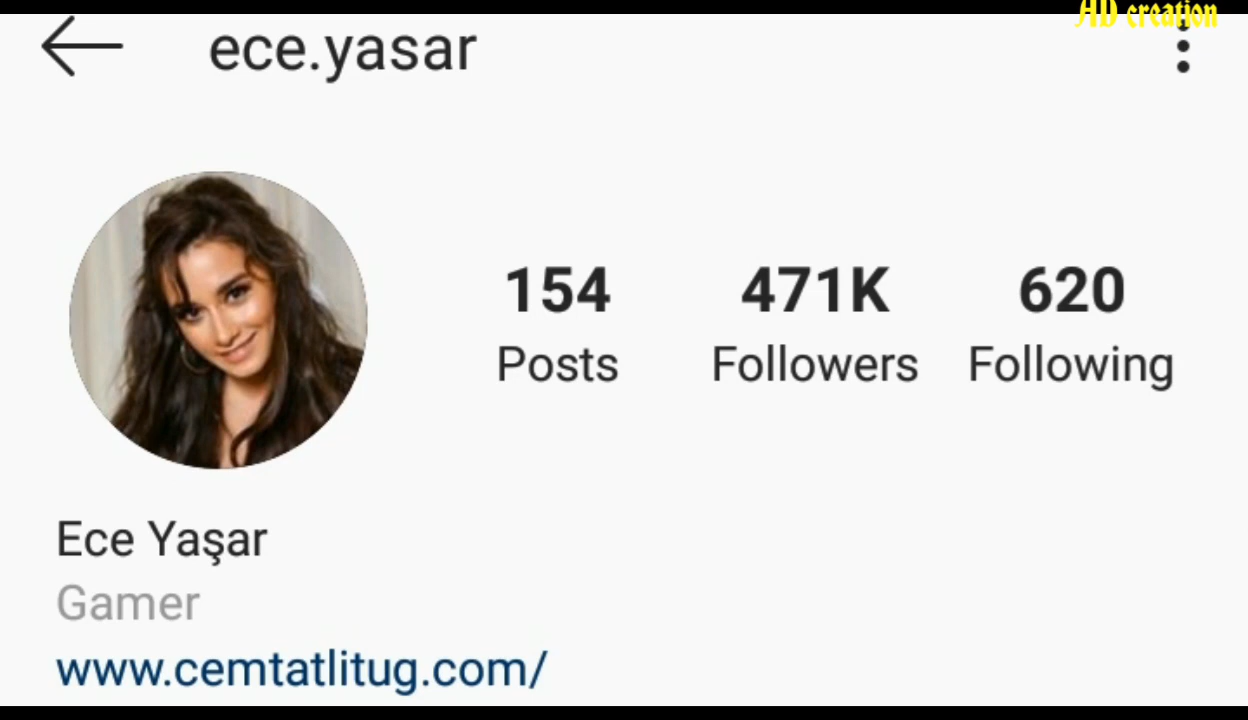 AD creation
ece.yasar
154 471K 620
Posts Followers Following
Ece Yaşar
Gamer
www.cemtatlitug.com/